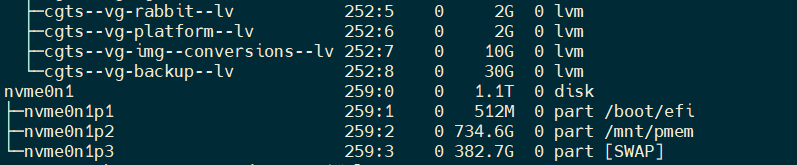 ├─cgts--vg-rabbit--lv 252:5 0 2G 0 lvm
├─cgts--vg-platform--lv 252:6 0 2G 0 lvm
├─cgts--vg-img--conversions--lv 252:7 0 10G 0 lvm
└─cgts--vg-backup--lv 252:8 0 30G 0 lvm
nvme0n1 259:0 0 1.1T 0 disk
├─nvme0n1p1 259:1 0 512M 0 part /boot/efi
├─nvme0n1p2 259:2 0 734.6G 0 part /mnt/pmem
└─nvme0n1p3 259:3 0 382.7G 0 part [SWAP]